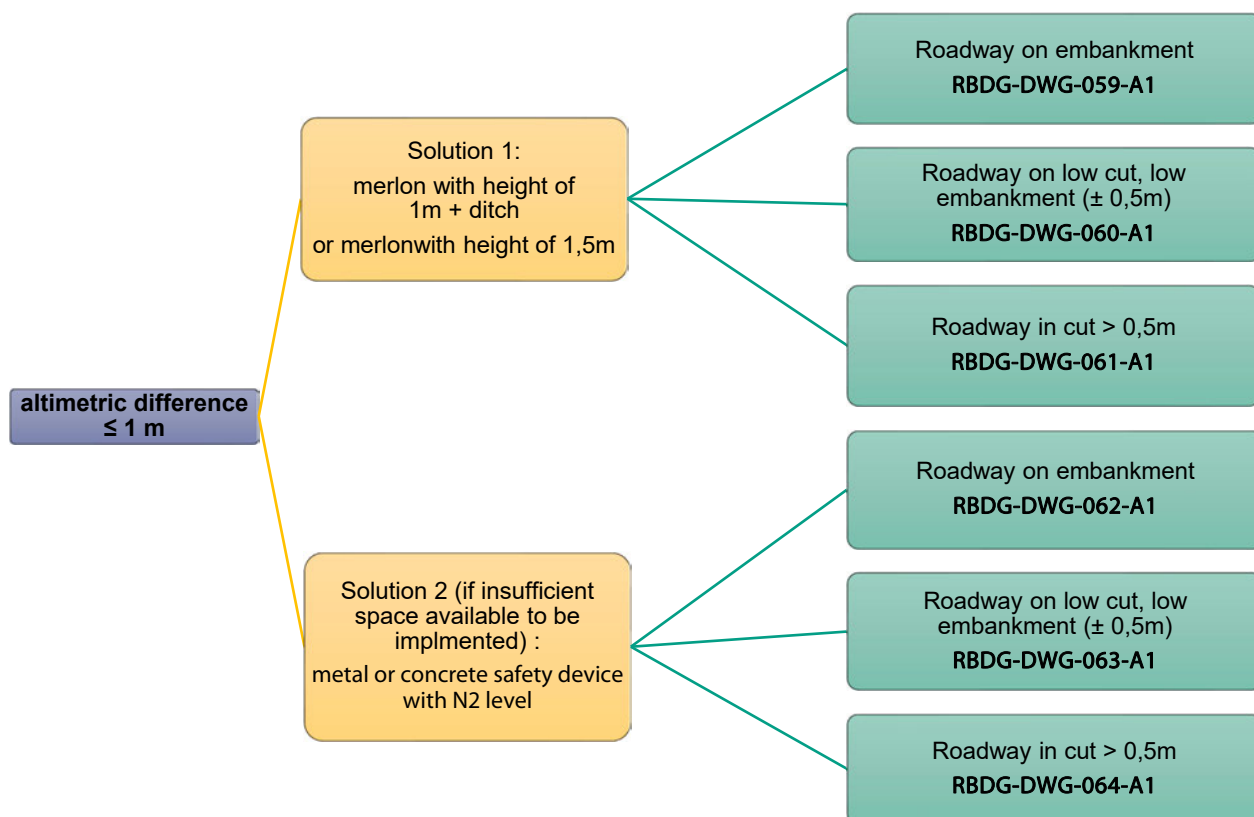 altimetric difference
≤ 1 m
Solution 1:
merlon with height of
1m + ditch
or merlonwith height of 1,5m
Roadway on embankment
RBDG-DWG-059-A1
Roadway on low cut, low
embankment (± 0,5m)
RBDG-DWG-060-A1
Roadway in cut > 0,5m
RBDG-DWG-061-A1
Solution 2 (if insufficient
space available to be
implmented) :
metal or concrete safety device
with N2 level
Roadway on embankment
RBDG-DWG-062-A1
Roadway on low cut, low
embankment (± 0,5m)
RBDG-DWG-063-A1
Roadway in cut > 0,5m
RBDG-DWG-064-A1